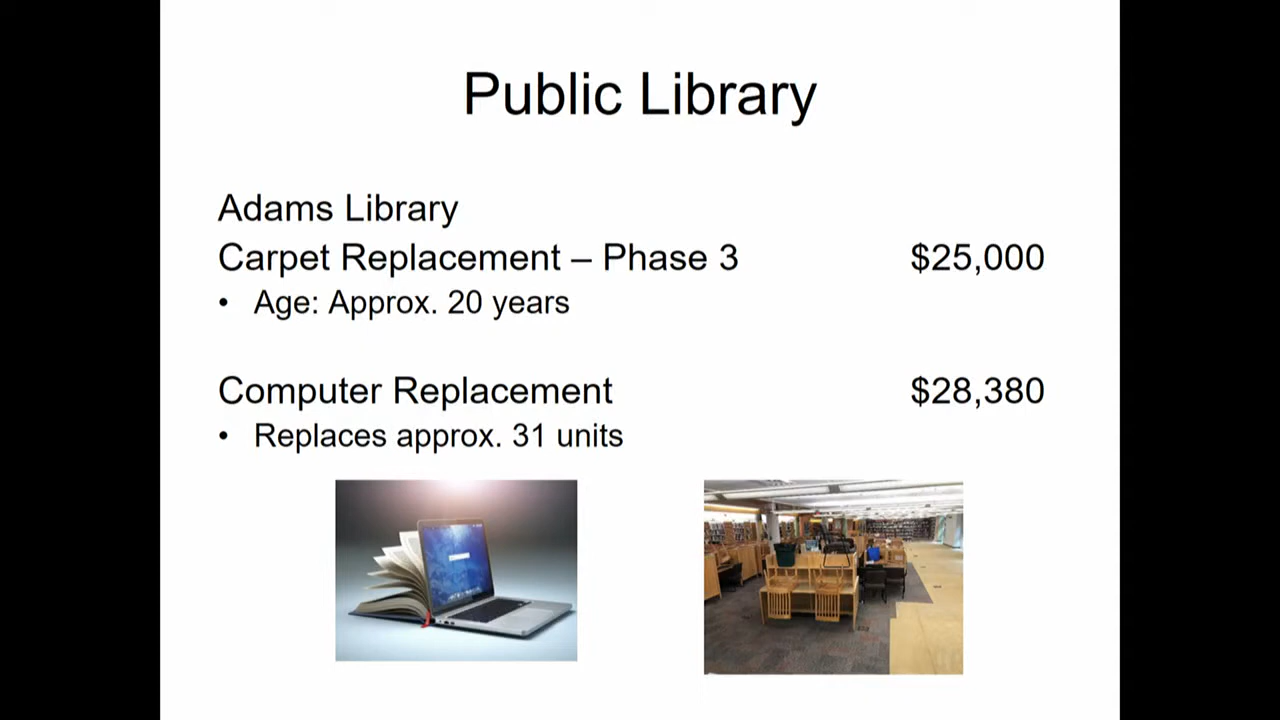 Public Library
Adams Library
Carpet Replacement – Phase 3 $25,000
• Age: Approx. 20 years
Computer Replacement $28,380
• Replaces approx. 31 units